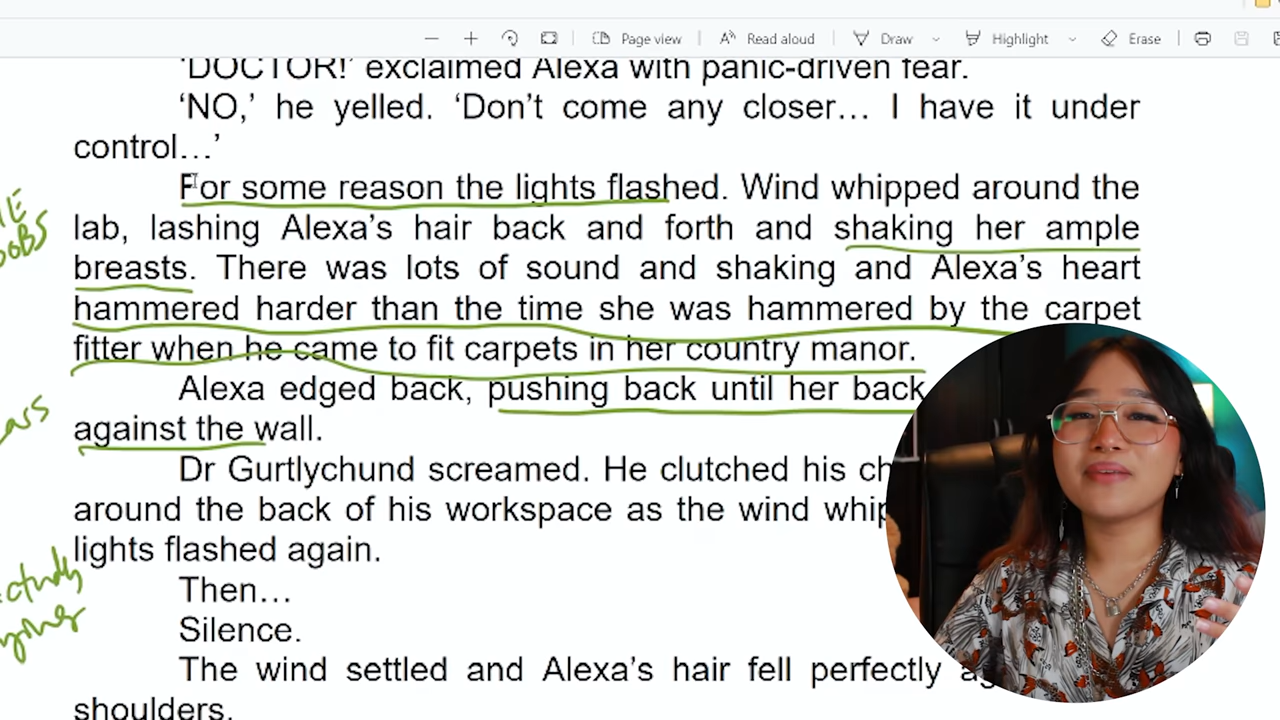 Page view
Read aloud
Draw
Highlight
Erase
'DOCTOR!' exclaimed Alexa with panic-driven fear.
'NO,' he yelled. 'Don't come any closer… I have it under
control…'
For some reason the lights flashed. Wind whipped around the
lab, lashing Alexa's hair back and forth and shaking her ample
breasts. There was lots of sound and shaking and Alexa's heart
hammered harder than the time she was hammered by the carpet
fitter when he came to fit carpets in her country manor.
Alexa edged back, pushing back until her back
against the wall.
Dr Gurtlychund screamed. He clutched his
around the back of his workspace as the wind
lights flashed again.
Then…
Silence.
The wind settled and Alexa's hair fell perfectly
shoulders.